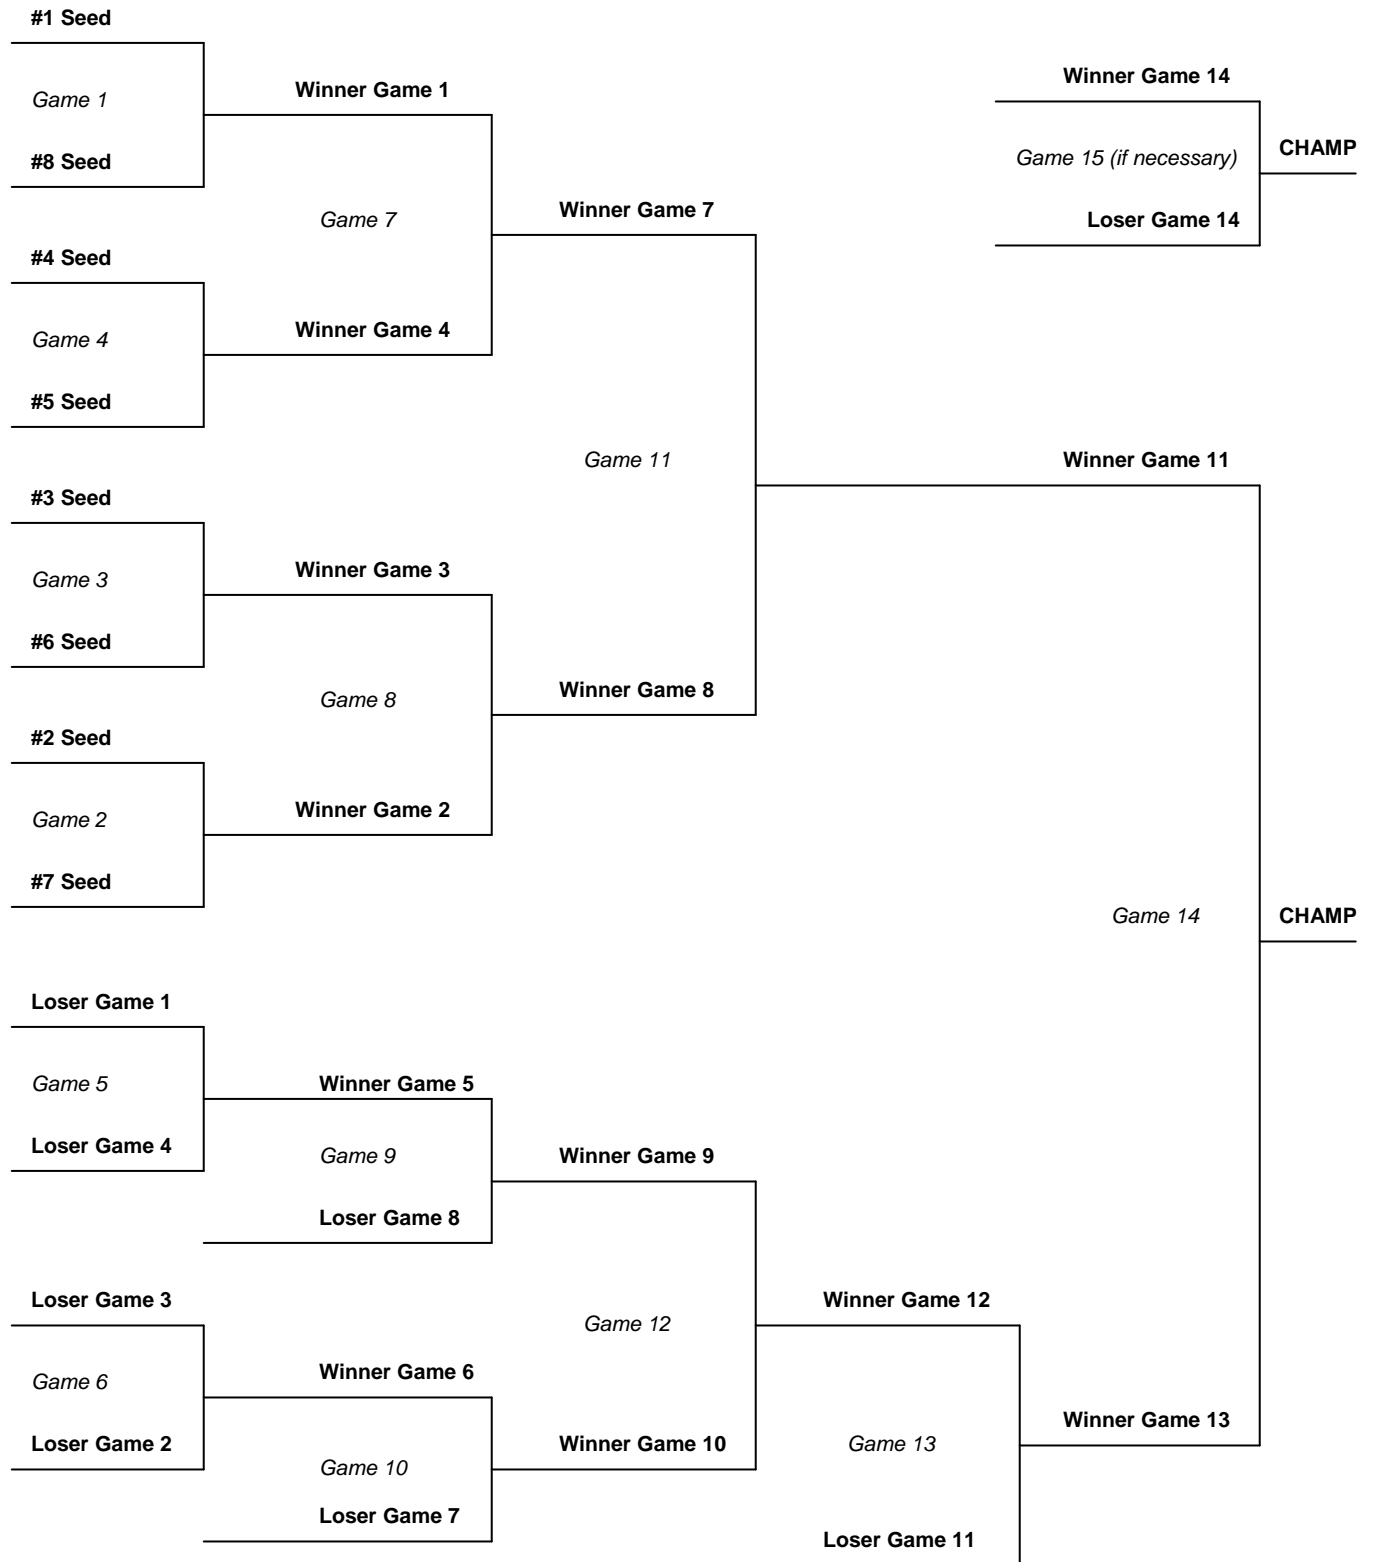 #1 Seed
Game 1
#8 Seed
Winner Game 1
Game 7
#4 Seed
Game 4
#5 Seed
Winner Game 4
Winner Game 7
Game 11
#3 Seed
Game 3
#6 Seed
Winner Game 3
Game 8
#2 Seed
Game 2
#7 Seed
Winner Game 2
Winner Game 8
Winner Game 14
Game 15 (if necessary)
Loser Game 14
CHAMP
Winner Game 11
Game 14
CHAMP
Loser Game 1
Game 5
Loser Game 4
Winner Game 5
Game 9
Loser Game 8
Winner Game 9
Game 12
Loser Game 3
Game 6
Loser Game 2
Winner Game 6
Game 10
Loser Game 7
Winner Game 10
Winner Game 12
Game 13
Loser Game 11
Winner Game 13